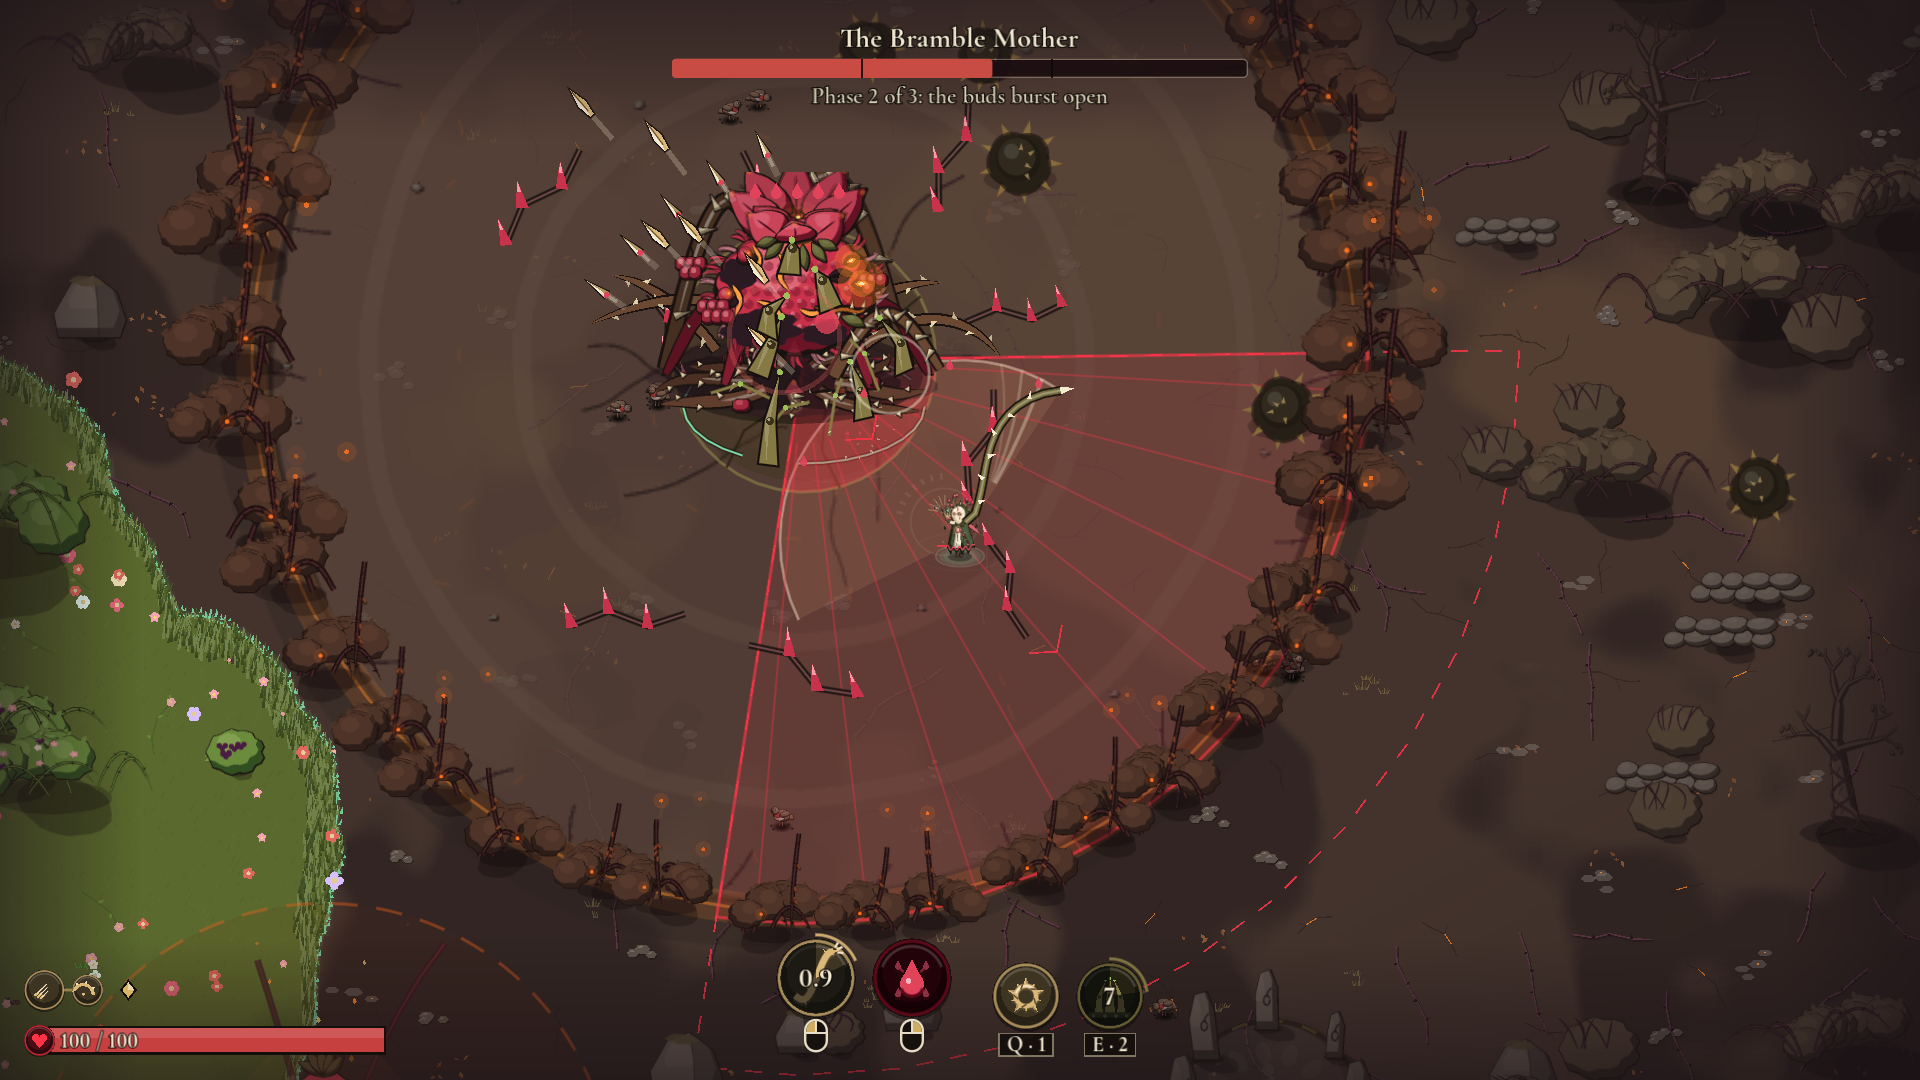 The Bramble Mother
Phase 2 of 3: the buds burst open
0.9
7
Q · 1
E · 2
100 / 100